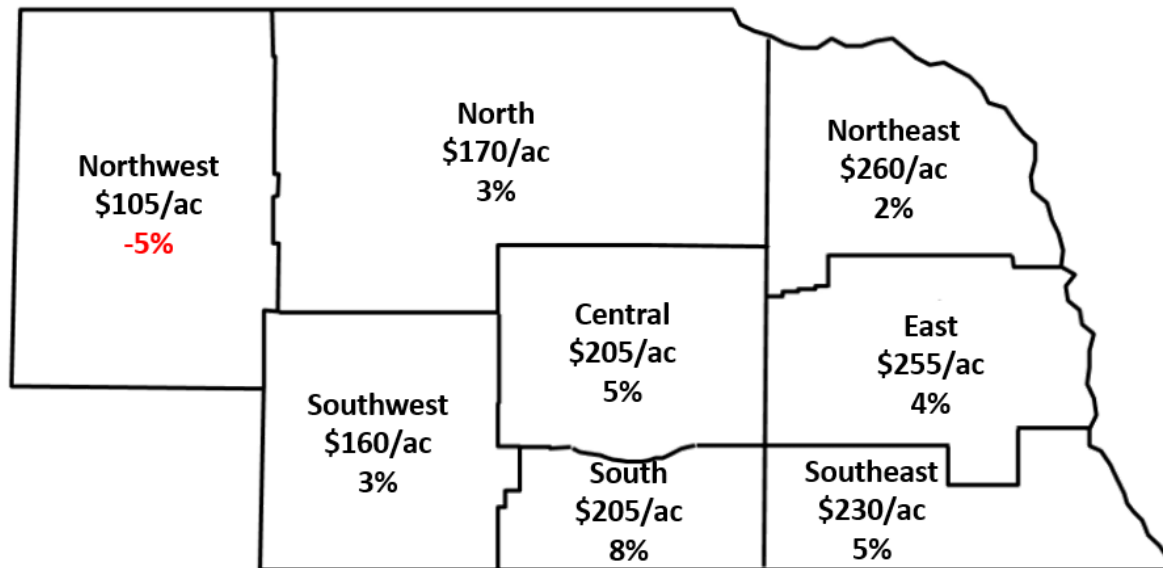 North
$170/ac
3%
Northeast
$260/ac
2%
Northwest
$105/ac
-5%
Central
$205/ac
5%
East
$255/ac
4%
Southwest
$160/ac
3%
South
$205/ac
8%
Southeast
$230/ac
5%